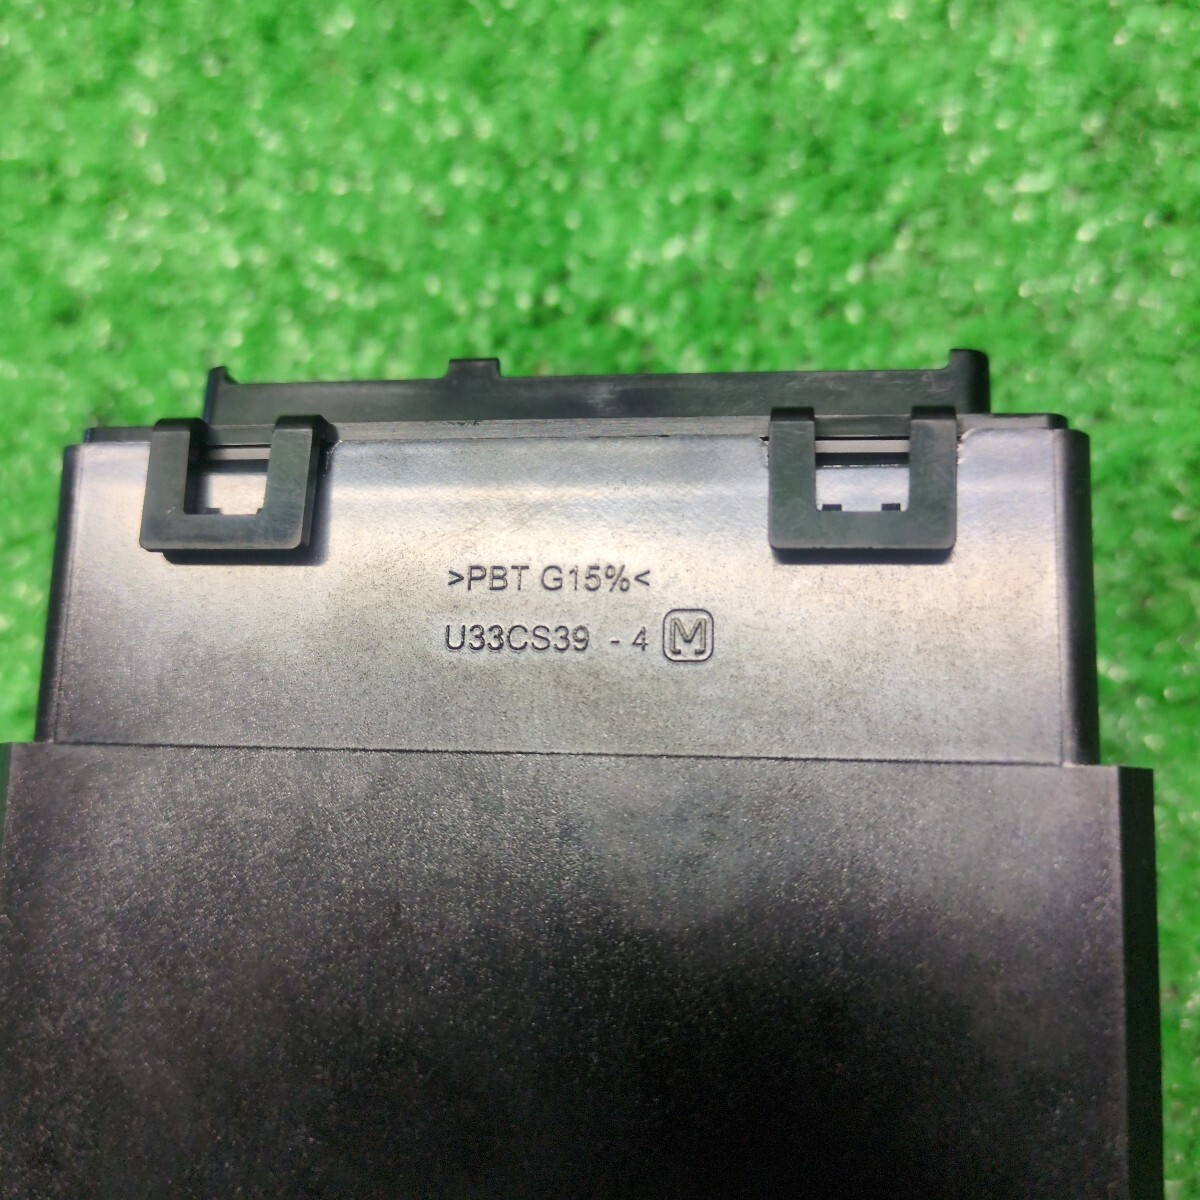 >PBT G15%<
U33CS39 - 4 M